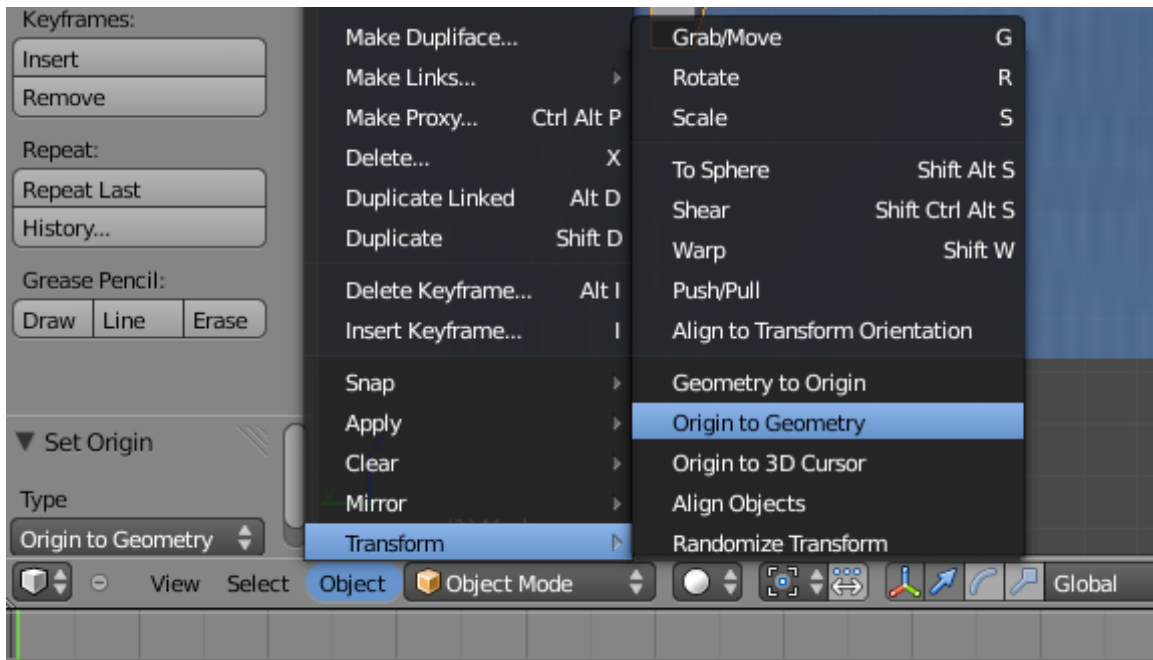 Keyframes:
Insert
Remove
Repeat:
Repeat Last
History...
Grease Pencil:
Draw Line Erase
Set Origin
Type
Origin to Geometry
Make Dupliface...
Make Links...
Make Proxy... Ctrl Alt P
Delete... X
Duplicate Linked Alt D
Duplicate Shift D
Delete Keyframe... Alt I
Insert Keyframe... I
Snap
Apply
Clear
Mirror
Transform
Grab/Move G
Rotate R
Scale S
To Sphere Shift Alt S
Shear Shift Ctrl Alt S
Warp Shift W
Push/Pull
Align to Transform Orientation
Geometry to Origin
Origin to Geometry
Origin to 3D Cursor
Align Objects
Randomize Transform
View Select Object Object Mode Global